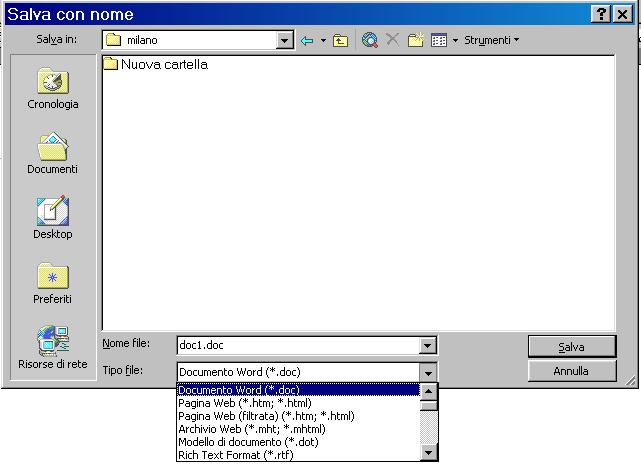 Salva con nome
Salva in:
milano
Strumenti
Nuova cartella
Cronologia
Documenti
Desktop
Preferiti
Risorse di rete
Nome file:
doc1.doc
Salva
Tipo file:
Documento Word (*.doc)
Annulla
Documento Word (*.doc)
Pagina Web (*.htm; *.html)
Pagina Web (filtrata) (*.htm; *.html)
Archivio Web (*.mht; *.mhtml)
Modello di documento (*.dot)
Rich Text Format (*.rtf)